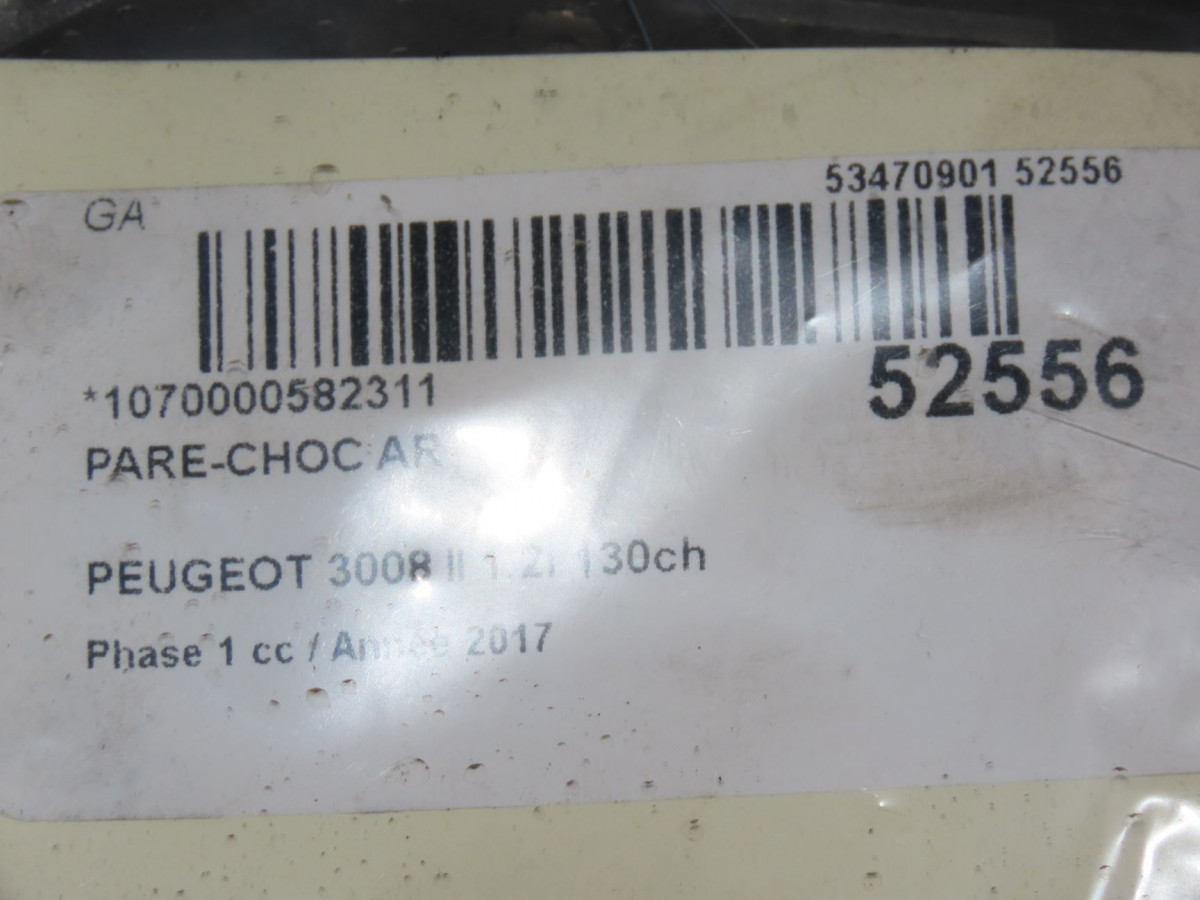 53470901 52556
GA
*1070000582311
52556
PARE-CHOC AR
PEUGEOT 3008 II 1.2i 130ch
Phase 1 cc / Année 2017